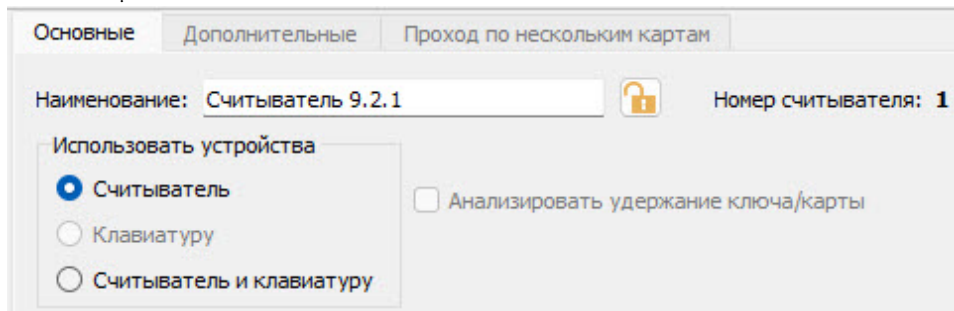 Основные Дополнительные Проход по нескольким картам
Наименование: Считыватель 9.2.1 Номер считывателя: 1
Использовать устройства
Считыватель
Анализировать удержание ключа/карты
Клавиатуру
Считыватель и клавиатуру